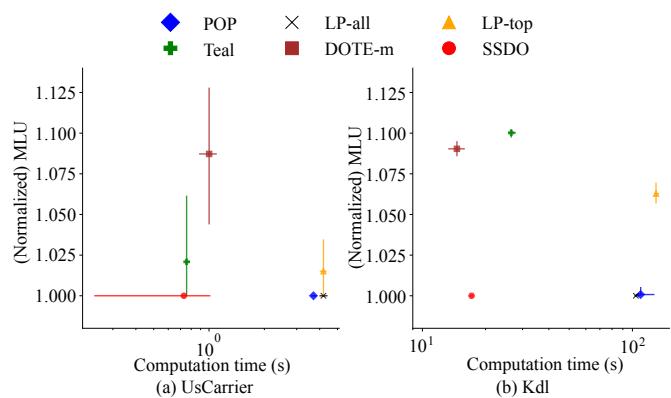 POP LP-all LP-top
Teal DOTE-m SSDO
(Normalized) MLU
1.125
1.100
1.075
1.050
1.025
1.000
10^0
Computation time (s)
(a) UsCarrier
(Normalized) MLU
1.125
1.100
1.075
1.050
1.025
1.000
10^1 10^2
Computation time (s)
(b) Kdl